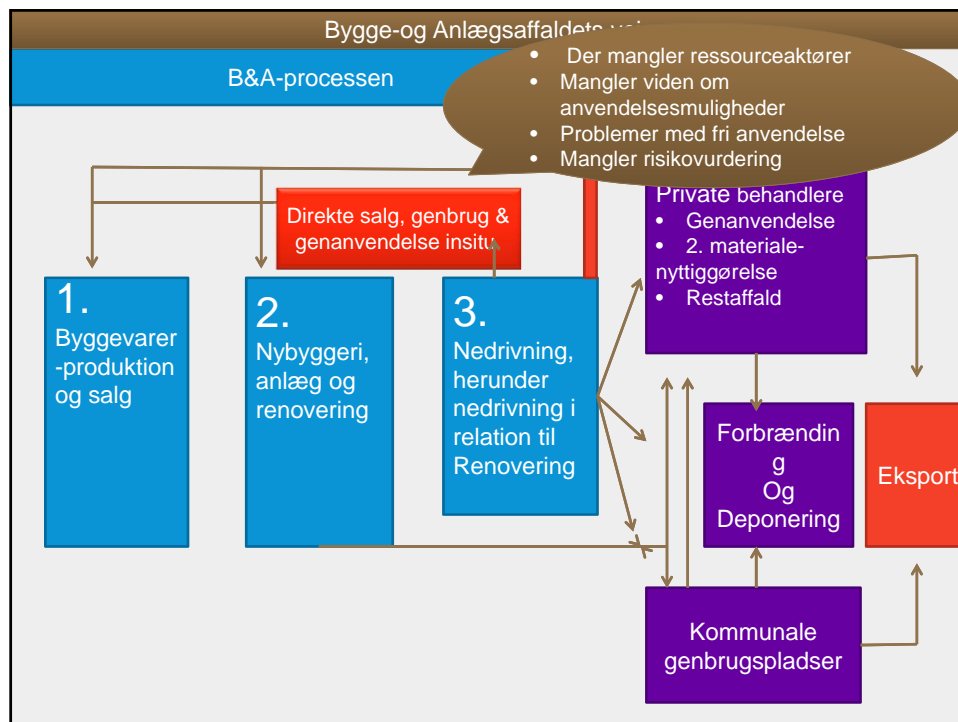 Bygge-og Anlægsaffaldets
B&A-processen
• Der mangler ressourceaktører
• Mangler viden om
anvendelsesmuligheder
• Problemer med fri anvendelse
• Mangler risikovurdering
Direkte salg, genbrug &
genanvendelse insitu
Private behandlere
• Genanvendelse
• 2. materiale-
nyttiggørelse
• Restaffald
1.
Byggevarer
-produktion
og salg
2.
Nybyggeri,
anlæg og
renovering
3.
Nedrivning,
herunder
nedrivning i
relation til
Renovering
Forbrændin
g
Og
Deponering
Eksport
Kommunale
genbrugspladser